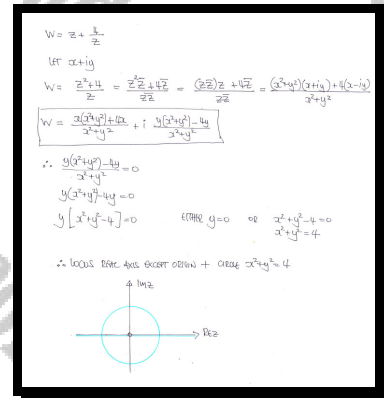 W = z + 4/z
LET x+iy
W = (z²+4)/z = (z²z̄+4z̄)/(zz̄) = ((zz̄)z+4z̄)/(zz̄) = ((x²+y²)(x+iy)+4(x-iy))/(x²+y²)
W = (x(x²+y²)+4x)/(x²+y²) + i (y(x²+y²)-4y)/(x²+y²)
∴ (y(x²+y²)-4y)/(x²+y²) = 0
y(x²+y²)-4y = 0
y[x²+y²-4] = 0 EITHER y=0 OR x²+y²-4=0
x²+y²=4
∴ LOCUS REAL AXIS EXCEPT ORIGIN + CIRCLE x²+y²=4
Im z
Re z